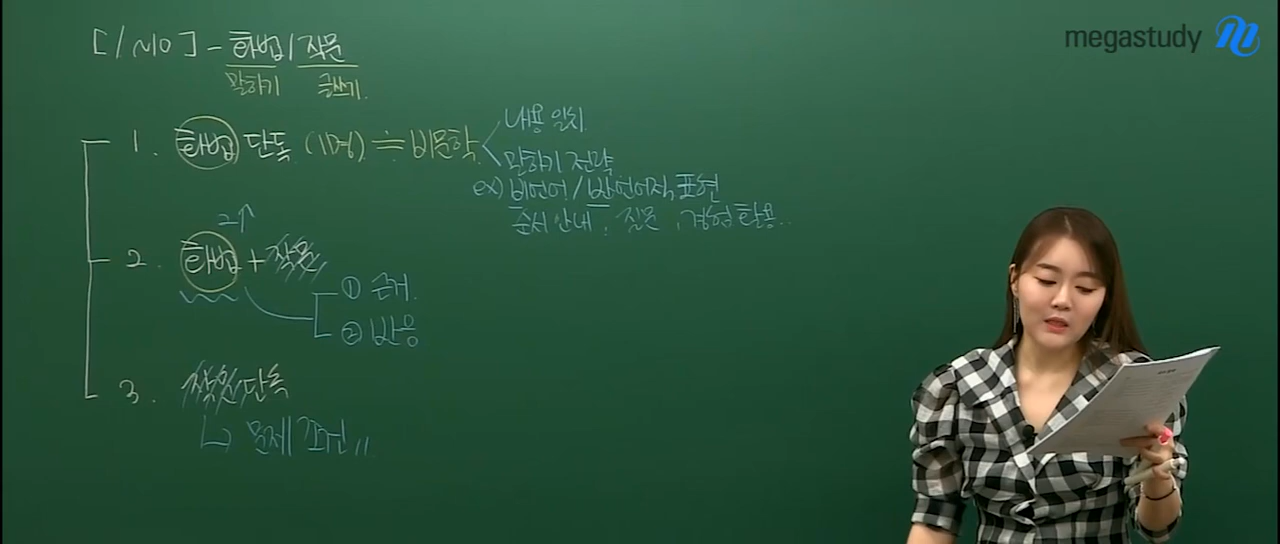 megastudy
[1~10] - 화법/작문
말하기 글쓰기
1. 화법 단독 (1명) ≒ 비문학
내용 일치
말하기 전략
ex) 비언어/반언어적 표현
순서 안내, 질문, 경험 활용..
2↑
2. 화법 + 작문
① 근거
② 반응
3. 작문 단독
문제 조건